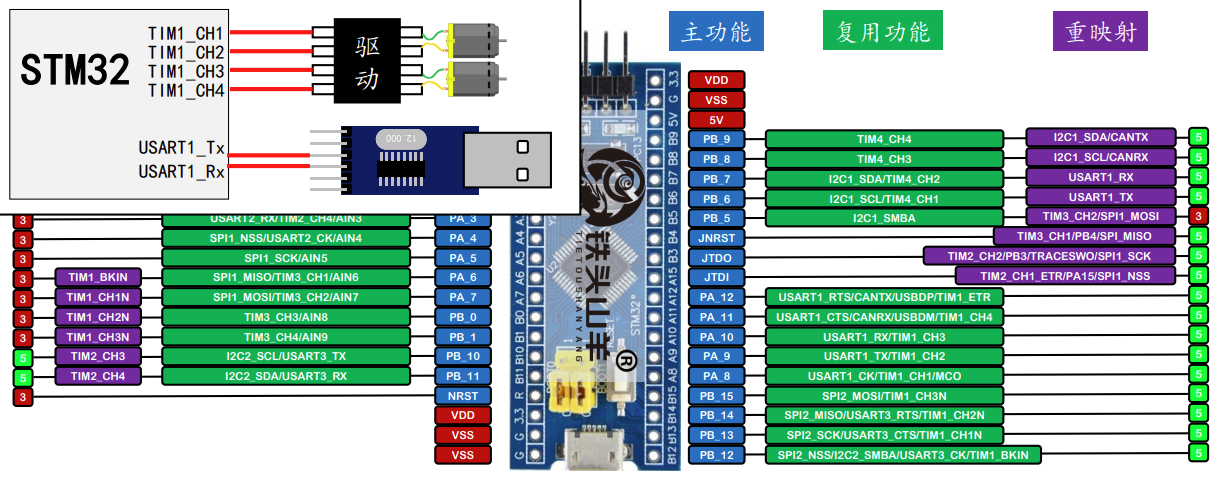 STM32
TIM1_CH1
TIM1_CH2
TIM1_CH3
TIM1_CH4
USART1_Tx
USART1_Rx
驱动
12.000
主功能
复用功能
重映射
3 USART2_RX/TIM2_CH4/AIN3 PA_3
3 SPI1_NSS/USART2_CK/AIN4 PA_4
3 SPI1_SCK/AIN5 PA_5
3 TIM1_BKIN SPI1_MISO/TIM3_CH1/AIN6 PA_6
3 TIM1_CH1N SPI1_MOSI/TIM3_CH2/AIN7 PA_7
3 TIM1_CH2N TIM3_CH3/AIN8 PB_0
3 TIM1_CH3N TIM3_CH4/AIN9 PB_1
5 TIM2_CH3 I2C2_SCL/USART3_TX PB_10
5 TIM2_CH4 I2C2_SDA/USART3_RX PB_11
3 NRST
VDD
VSS
VSS
A4
A5
A6
A7
B0
B1
B10
B11
R
3.3
G
G
铁头山羊
TIETOUSHANYANG
®
STM32
RESET
3.3
G
5V
B9
B8
B7
B6
B5
B4
B3
A15
A12
A11
A10
A9
A8
B15
B14
B13
B12
VDD
VSS
5V
PB_9 TIM4_CH4 I2C1_SDA/CANTX 5
PB_8 TIM4_CH3 I2C1_SCL/CANRX 5
PB_7 I2C1_SDA/TIM4_CH2 USART1_RX 5
PB_6 I2C1_SCL/TIM4_CH1 USART1_TX 5
PB_5 I2C1_SMBA TIM3_CH2/SPI1_MOSI 3
JNRST TIM3_CH1/PB4/SPI_MISO 5
JTDO TIM2_CH2/PB3/TRACESWO/SPI1_SCK 5
JTDI TIM2_CH1_ETR/PA15/SPI1_NSS 5
PA_12 USART1_RTS/CANTX/USBDP/TIM1_ETR 5
PA_11 USART1_CTS/CANRX/USBDM/TIM1_CH4 5
PA_10 USART1_RX/TIM1_CH3 5
PA_9 USART1_TX/TIM1_CH2 5
PA_8 USART1_CK/TIM1_CH1/MCO 5
PB_15 SPI2_MOSI/TIM1_CH3N 5
PB_14 SPI2_MISO/USART3_RTS/TIM1_CH2N 5
PB_13 SPI2_SCK/USART3_CTS/TIM1_CH1N 5
PB_12 SPI2_NSS/I2C2_SMBA/USART3_CK/TIM1_BKIN 5